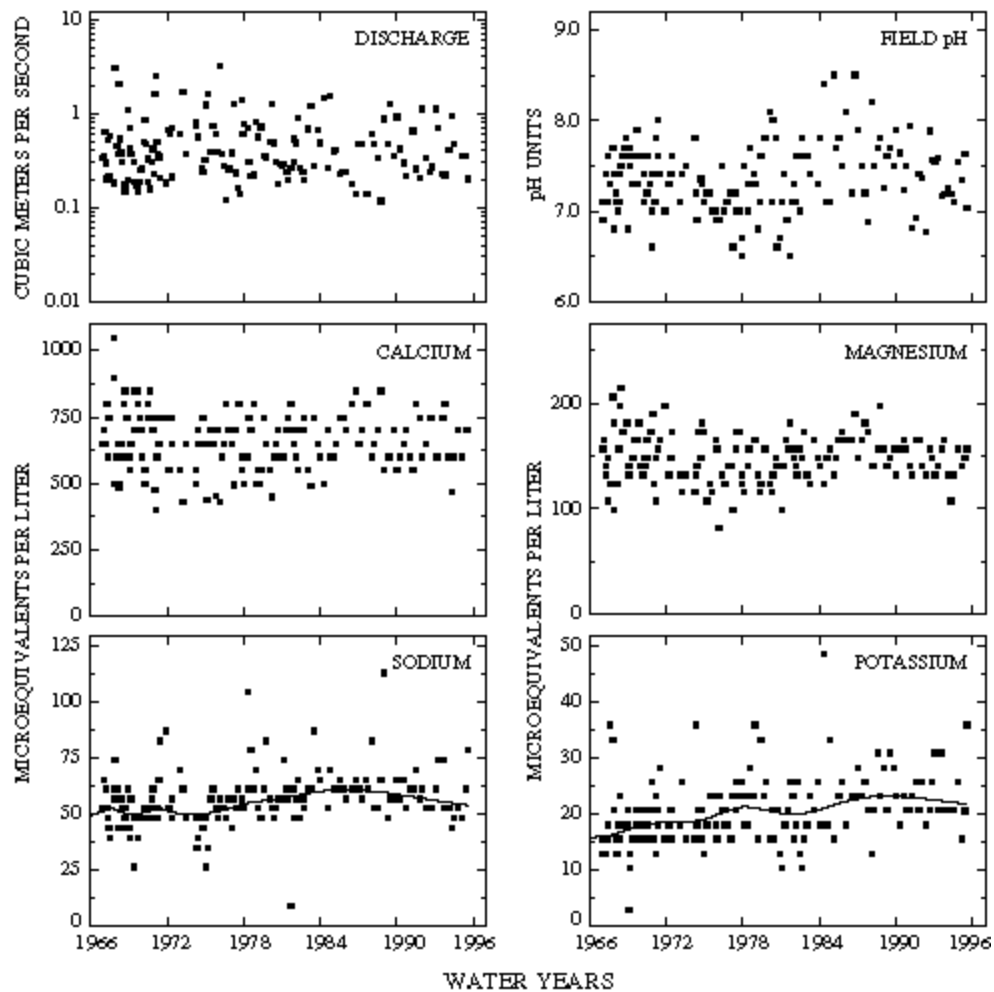 DISCHARGE
CUBIC METERS PER SECOND
10
1
0.1
0.01
FIELD pH
pH UNITS
9.0
8.0
7.0
6.0
CALCIUM
MICROEQUIVALENTS PER LITER
1000
750
500
250
0
MAGNESIUM
MICROEQUIVALENTS PER LITER
200
100
0
SODIUM
125
100
75
50
25
0
1966 1972 1978 1984 1990 1996
POTASSIUM
50
40
30
20
10
0
1966 1972 1978 1984 1990 1996
WATER YEARS